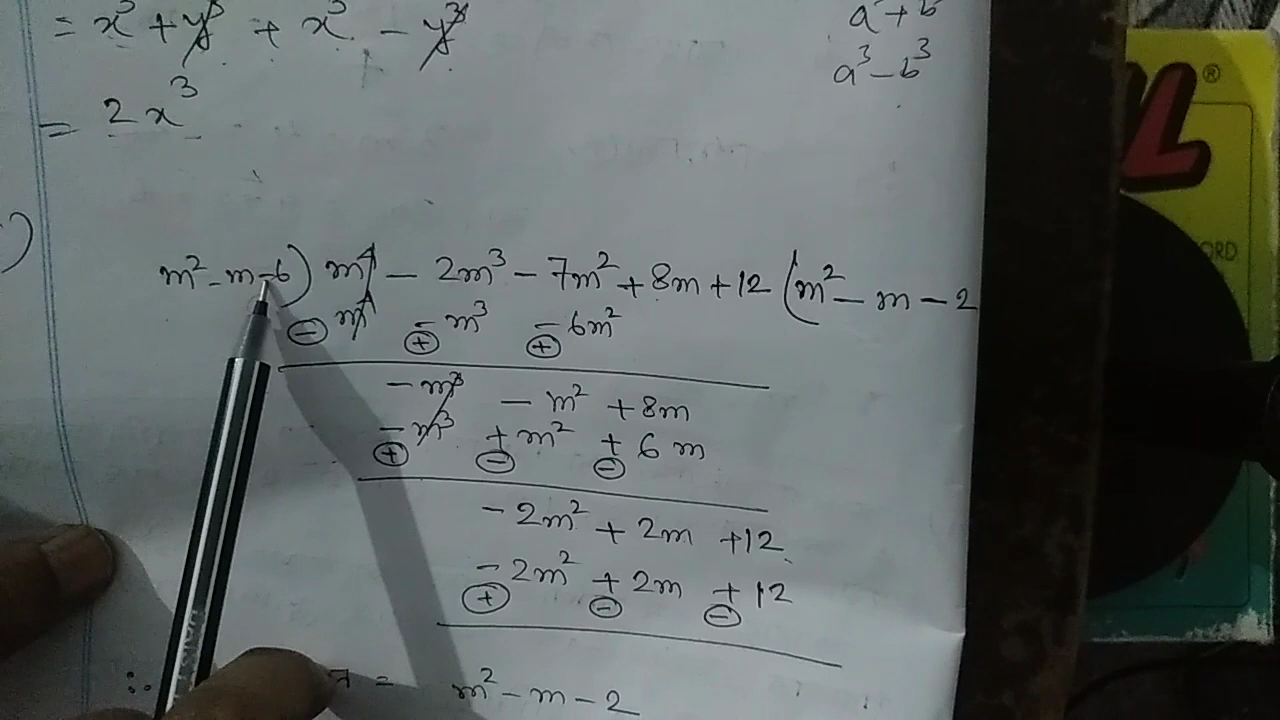 = x³ + y³ + x³ - y³
a³ + b³
a³ - b³
= 2x³
)
m² - m - 6 ) m⁴ - 2m³ - 7m² + 8m + 12 ( m² - m - 2
⊖ m⁴ ⊕ - m³ ⊕ - 6m²
- m³ - m² + 8m
⊕ - m³ ⊖ + m² ⊖ + 6m
- 2m² + 2m + 12
⊕ - 2m² ⊖ + 2m ⊖ + 12
∴ = m² - m - 2
L®
ORD